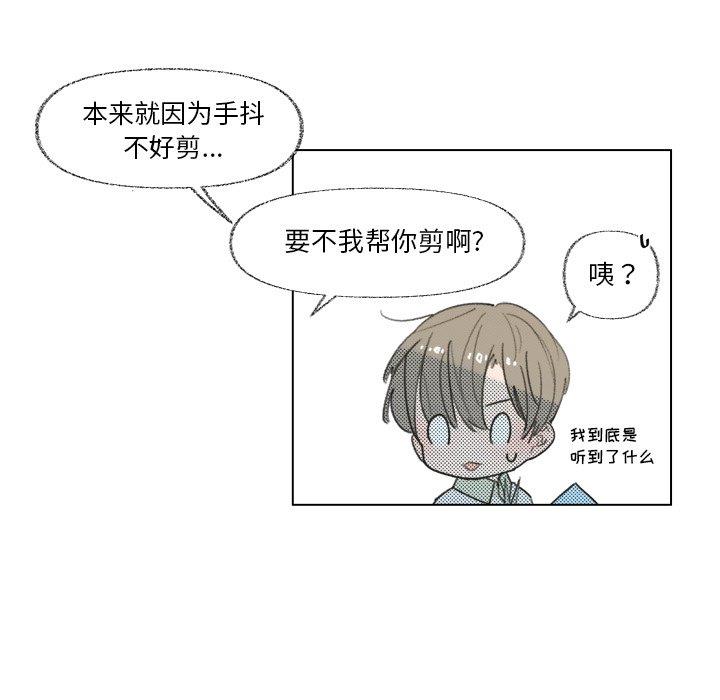 本来就因为手抖
不好剪...
要不我帮你剪啊?
咦？
我到底是
听到了什么